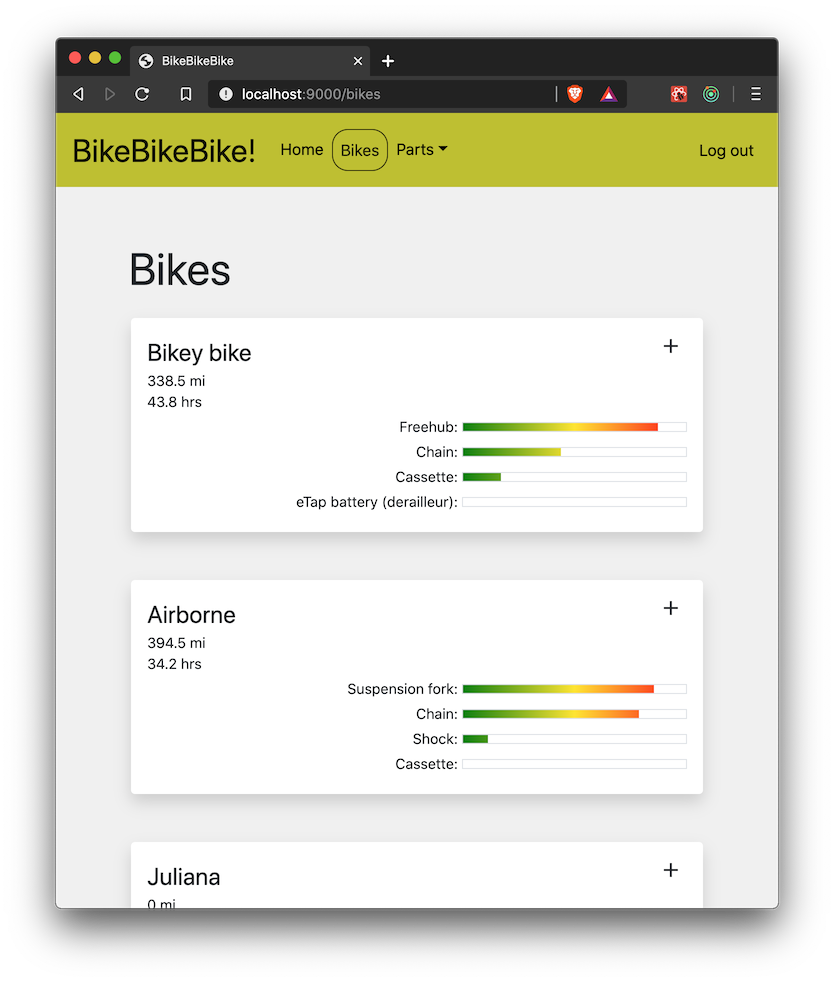 BikeBikeBike
localhost:9000/bikes
BikeBikeBike! Home Bikes Parts Log out
Bikes
Bikey bike
338.5 mi
43.8 hrs
Freehub:
Chain:
Cassette:
eTap battery (derailleur):
Airborne
394.5 mi
34.2 hrs
Suspension fork:
Chain:
Shock:
Cassette:
Juliana
0 mi